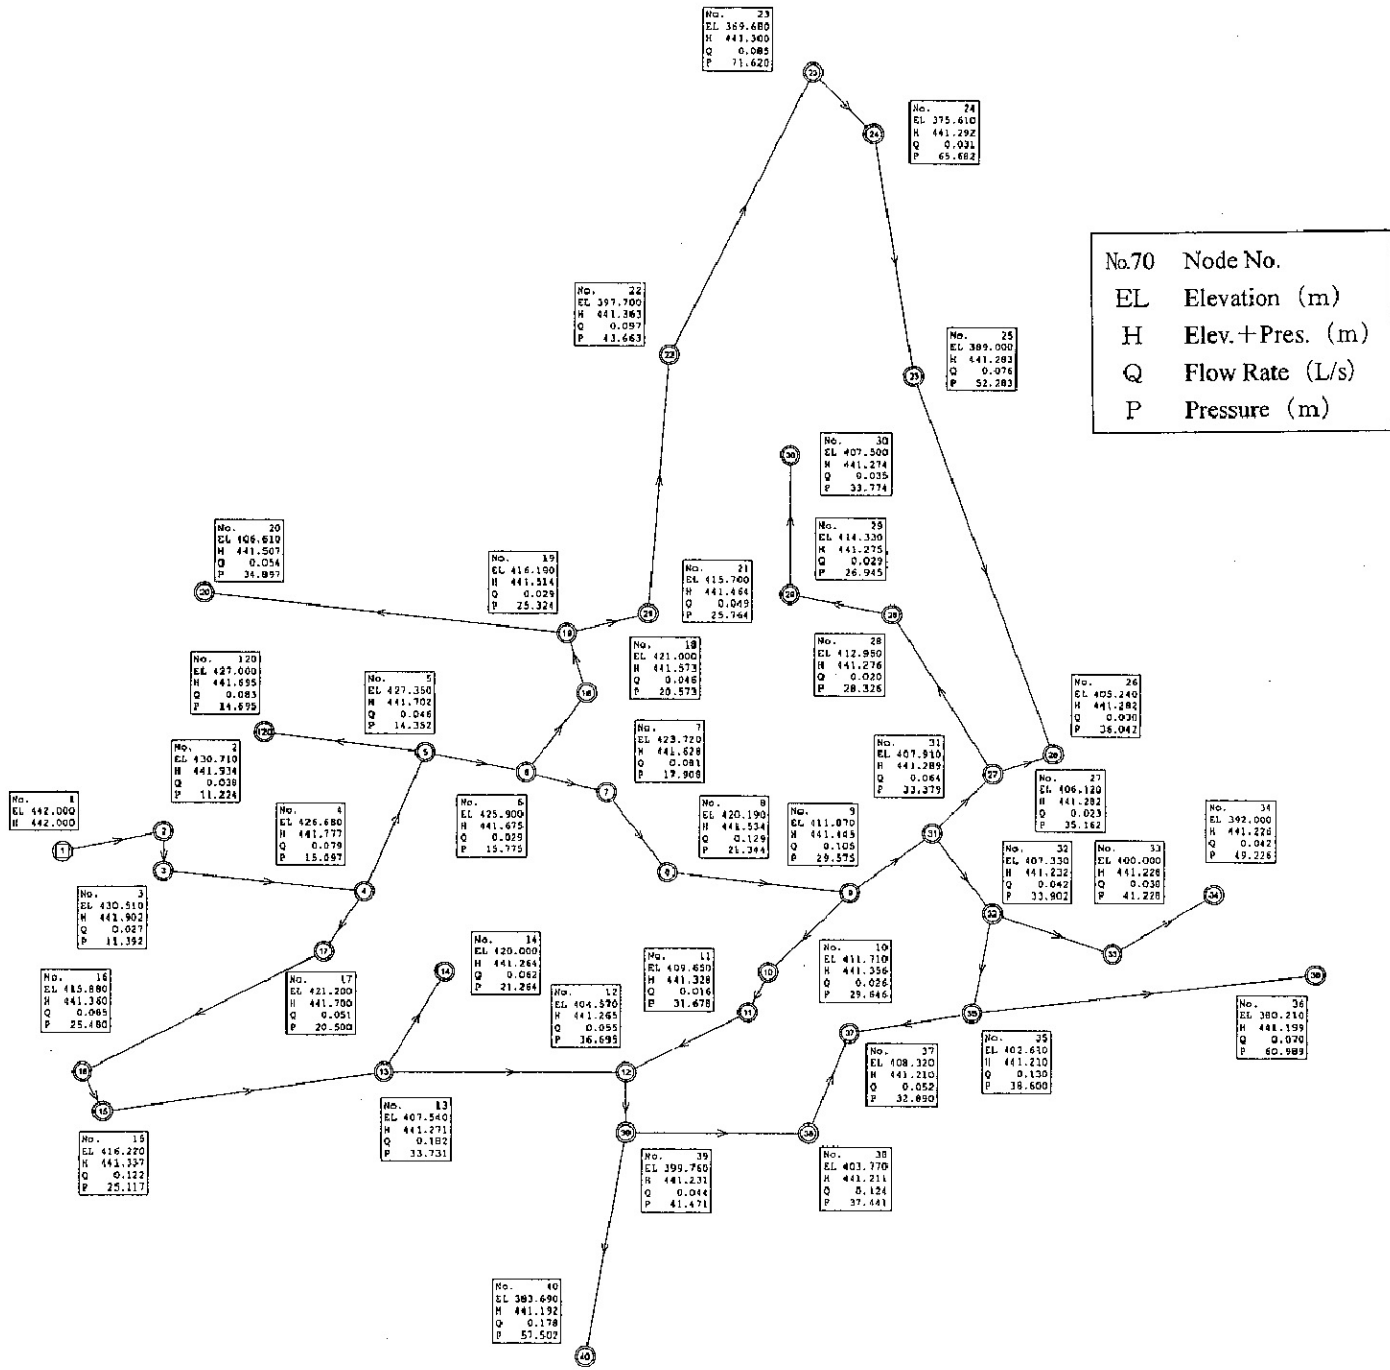 No. 23
EL 369.680
H 441.300
Q 0.085
P 71.620
No. 24
EL 375.610
H 441.292
Q 0.031
P 65.682
No.70 Node No.
EL Elevation (m)
H Elev.+Pres. (m)
Q Flow Rate (L/s)
P Pressure (m)
No. 22
EL 397.700
H 441.363
Q 0.097
P 43.663
No. 25
EL 389.000
H 441.283
Q 0.076
P 52.283
No. 30
EL 407.500
H 441.274
Q 0.035
P 33.774
No. 29
EL 414.330
H 441.275
Q 0.029
P 26.945
No. 20
EL 406.610
H 441.507
Q 0.054
P 34.897
No. 19
EL 416.190
H 441.514
Q 0.029
P 25.324
No. 21
EL 415.700
H 441.464
Q 0.049
P 25.764
No. 18
EL 421.000
H 441.573
Q 0.046
P 20.573
No. 28
EL 412.950
H 441.276
Q 0.020
P 28.326
No. 120
EL 427.000
H 441.695
Q 0.083
P 14.695
No. 5
EL 427.350
H 441.702
Q 0.046
P 14.352
No. 26
EL 405.240
H 441.282
P 36.042
No. 7
EL 423.720
H 441.628
Q 0.081
P 17.908
No. 2
EL 430.710
H 441.934
Q 0.038
P 11.224
No. 31
EL 407.910
H 441.289
Q 0.064
P 33.379
No. 27
EL 406.120
H 441.282
Q 0.023
P 35.162
No. 1
EL 442.000
H 442.000
No. 4
EL 426.680
H 441.777
Q 0.079
P 15.097
No. 6
EL 425.900
H 441.675
Q 0.029
P 15.775
No. 8
EL 420.190
H 441.534
Q 0.129
P 21.344
No. 9
EL 411.870
H 441.445
Q 0.105
P 29.575
No. 34
EL 392.000
H 441.226
Q 0.042
P 49.226
No. 32
EL 407.330
H 441.232
Q 0.042
P 33.902
No. 33
EL 400.000
H 441.228
P 41.228
No. 3
EL 430.510
H 441.902
Q 0.027
P 11.392
No. 14
EL 420.000
H 441.264
Q 0.062
P 21.264
No. 10
EL 411.710
H 441.356
Q 0.026
P 29.646
No. 11
EL 409.650
H 441.328
Q 0.016
P 31.678
No. 16
EL 415.880
H 441.360
P 25.480
No. 17
EL 421.200
H 441.700
Q 0.051
P 20.500
No. 12
EL 404.570
H 441.265
Q 0.055
P 36.695
No. 36
EL 380.210
H 441.199
Q 0.070
P 60.989
No. 35
EL 402.610
H 441.210
Q 0.130
P 38.600
No. 37
EL 408.320
H 441.210
Q 0.052
P 32.890
No. 13
EL 407.540
H 441.271
Q 0.182
P 33.731
No. 15
EL 416.220
H 441.337
Q 0.122
P 25.117
No. 39
EL 399.760
H 441.231
Q 0.044
P 41.471
No. 38
EL 403.770
H 441.211
Q 0.124
P 37.441
No. 40
EL 383.690
H 441.192
Q 0.178
P 57.502